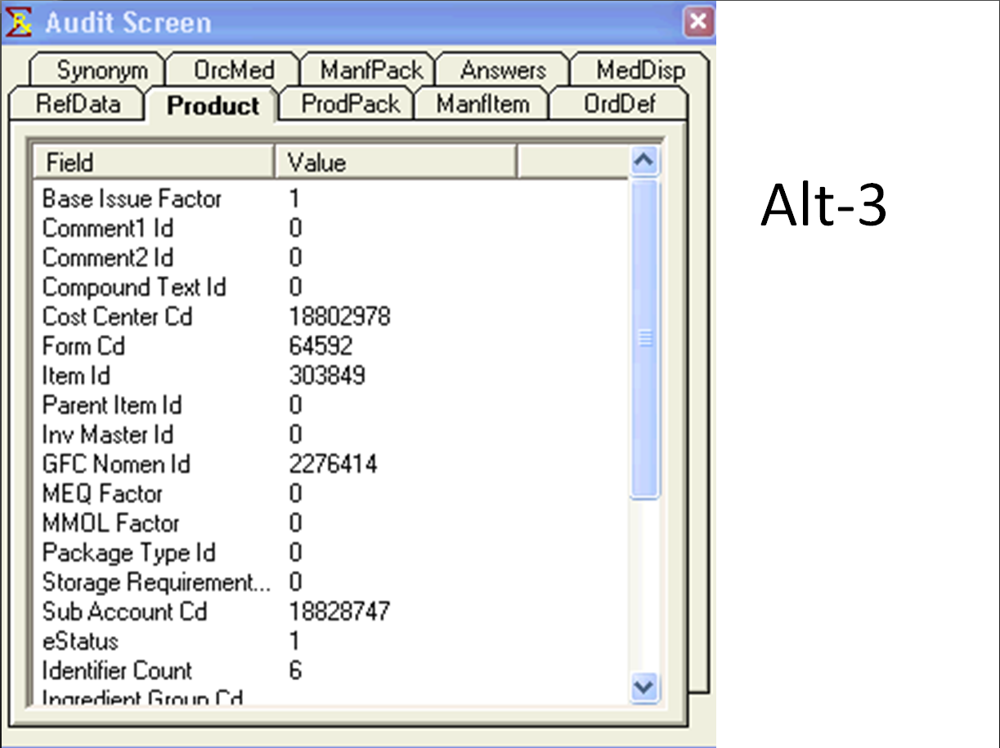 Audit Screen
Synonym OrcMed ManfPack Answers MedDisp
RefData Product ProdPack ManfItem OrdDef
Field Value
Base Issue Factor 1
Comment1 Id 0
Comment2 Id 0
Compound Text Id 0
Cost Center Cd 18802978
Form Cd 64592
Item Id 303849
Parent Item Id 0
Inv Master Id 0
GFC Nomen Id 2276414
MEQ Factor 0
MMOL Factor 0
Package Type Id 0
Storage Requirement... 0
Sub Account Cd 18828747
eStatus 1
Identifier Count 6
Ingredient Group Cd
Alt-3